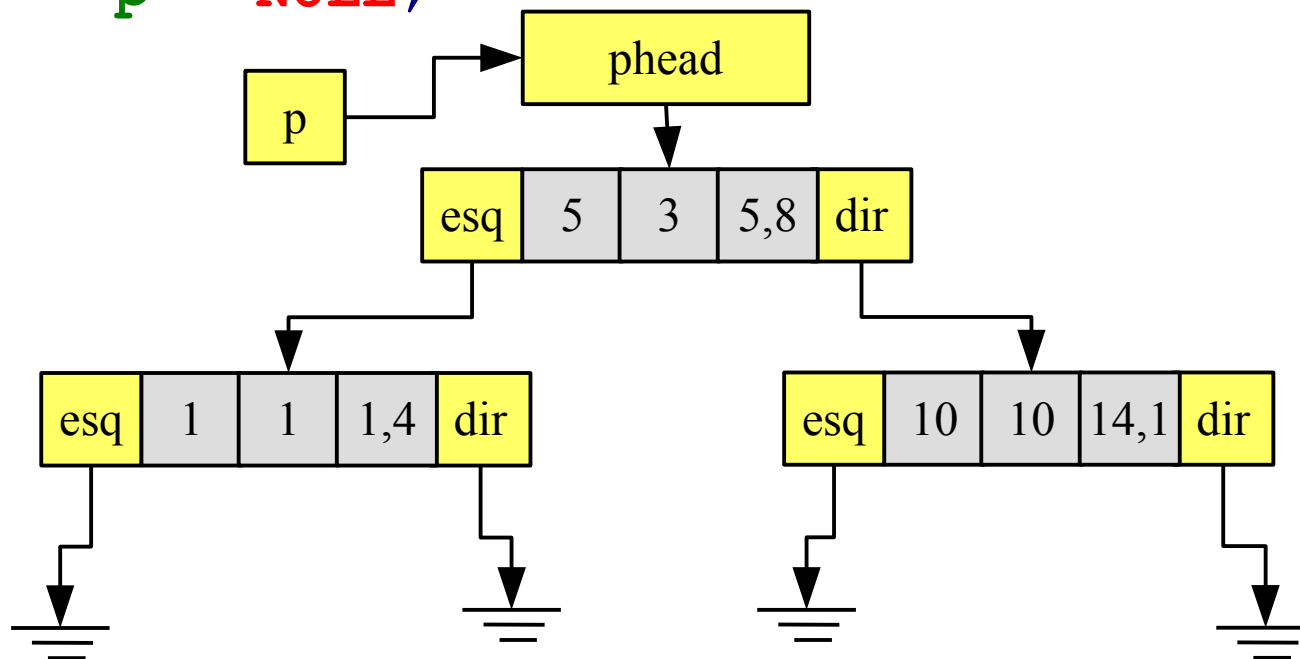 p NULL;
phead
p
esq 5 3 5,8 dir
esq 1 1 1,4 dir
esq 10 10 14,1 dir